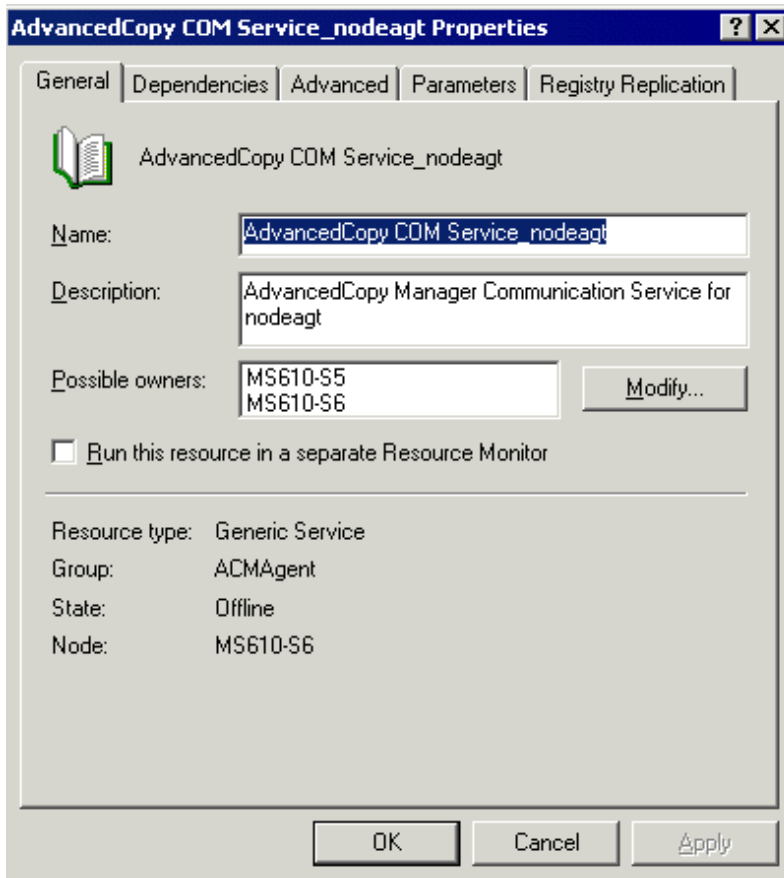 AdvancedCopy COM Service_nodeagt Properties
General Dependencies Advanced Parameters Registry Replication
AdvancedCopy COM Service_nodeagt
Name: AdvancedCopy COM Service_nodeagt
Description: AdvancedCopy Manager Communication Service for
nodeagt
Possible owners: MS610-S5
MS610-S6
Modify...
Run this resource in a separate Resource Monitor
Resource type: Generic Service
Group: ACMAgent
State: Offline
Node: MS610-S6
OK Cancel Apply